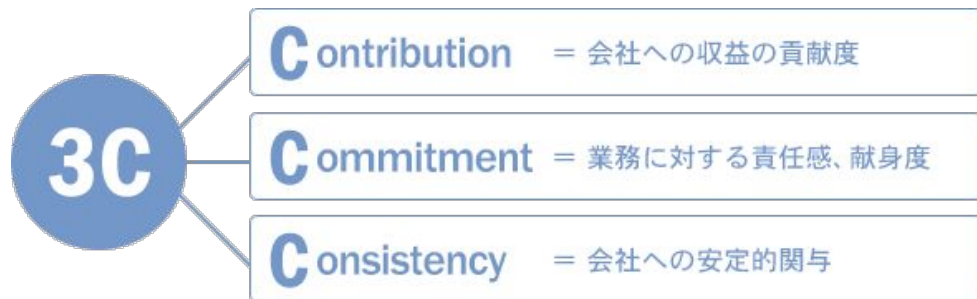 3C
Contribution = 会社への収益の貢献度
Commitment = 業務に対する責任感、献身度
Consistency = 会社への安定的関与